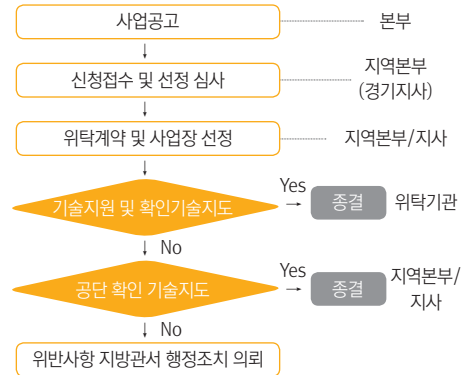 사업공고 본부
신청접수 및 선정 심사 지역본부
(경기지사)
위탁계약 및 사업장 선정 지역본부/지사
기술지원 및 확인기술지도 Yes 종결 위탁기관
No
공단 확인 기술지도 Yes 종결 지역본부/
지사
No
위반사항 지방관서 행정조치 의뢰